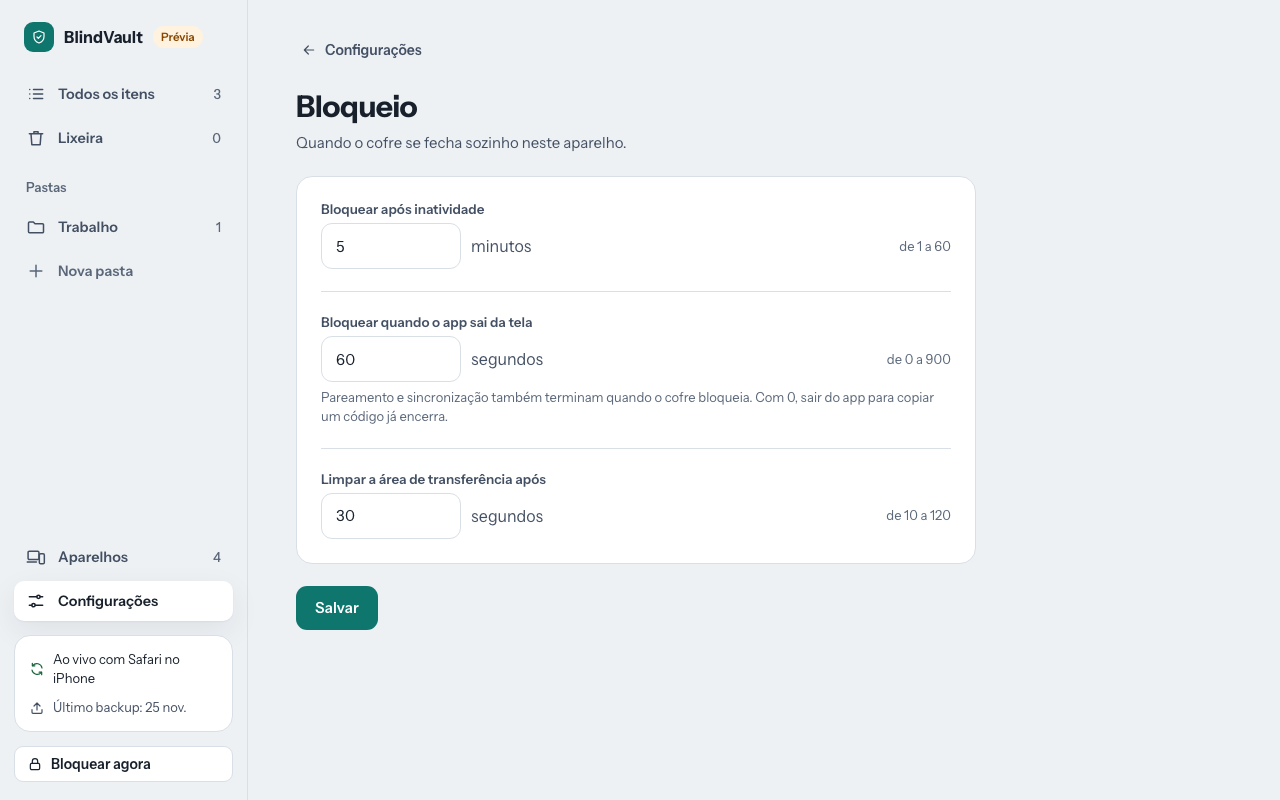 BlindVault Prévia
Todos os itens 3
Lixeira 0
Pastas
Trabalho 1
Nova pasta
Aparelhos 4
Configurações
Ao vivo com Safari no
iPhone
Último backup: 25 nov.
Bloquear agora
Configurações
Bloqueio
Quando o cofre se fecha sozinho neste aparelho.
Bloquear após inatividade
5 minutos de 1 a 60
Bloquear quando o app sai da tela
60 segundos de 0 a 900
Pareamento e sincronização também terminam quando o cofre bloqueia. Com 0, sair do app para copiar
um código já encerra.
Limpar a área de transferência após
30 segundos de 10 a 120
Salvar